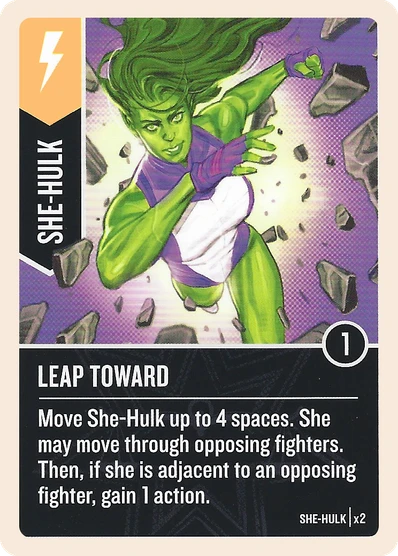 SHE-HULK
1
LEAP TOWARD
Move She-Hulk up to 4 spaces. She
may move through opposing fighters.
Then, if she is adjacent to an opposing
fighter, gain 1 action.
SHE-HULK | x2